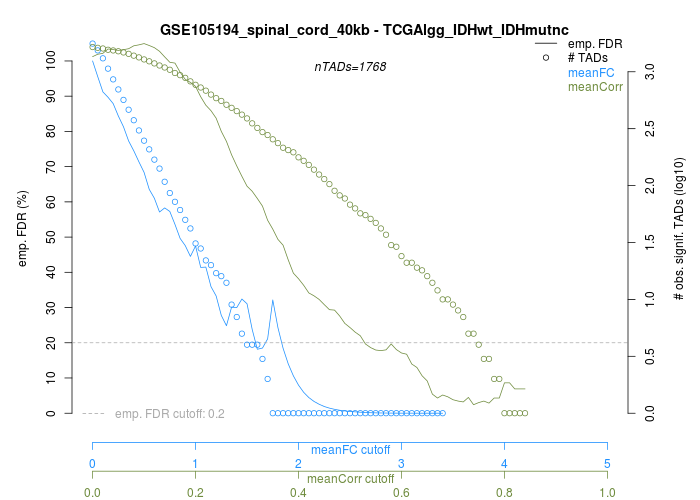 GSE105194_spinal_cord_40kb - TCGAlgg_IDHwt_IDHmutnc
emp. FDR
# TADs
meanFC
meanCorr
nTADs=1768
emp. FDR (%)
100
90
80
70
60
50
40
30
20
10
0
# obs. signif. TADs (log10)
3.0
2.5
2.0
1.5
1.0
0.5
0.0
emp. FDR cutoff: 0.2
meanFC cutoff
0 1 2 3 4 5
meanCorr cutoff
0.0 0.2 0.4 0.6 0.8 1.0